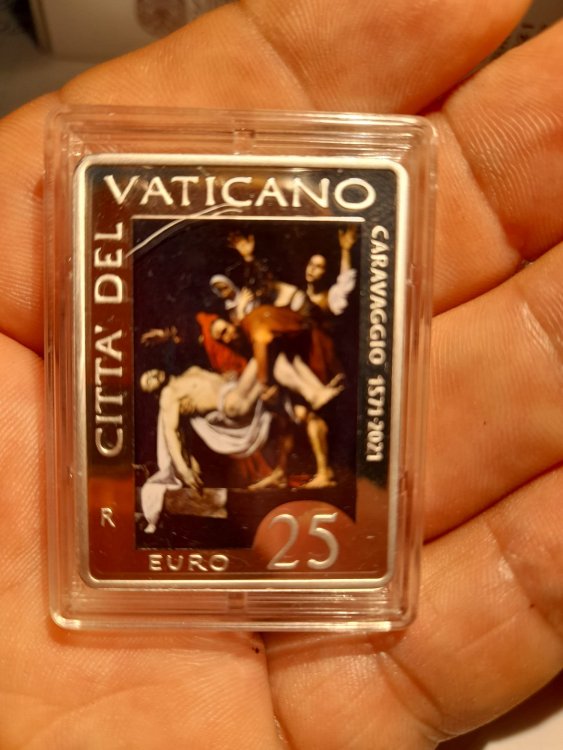 CITTA' DEL
VATICANO
CARAVAGGIO 1571-2021
R
EURO
25